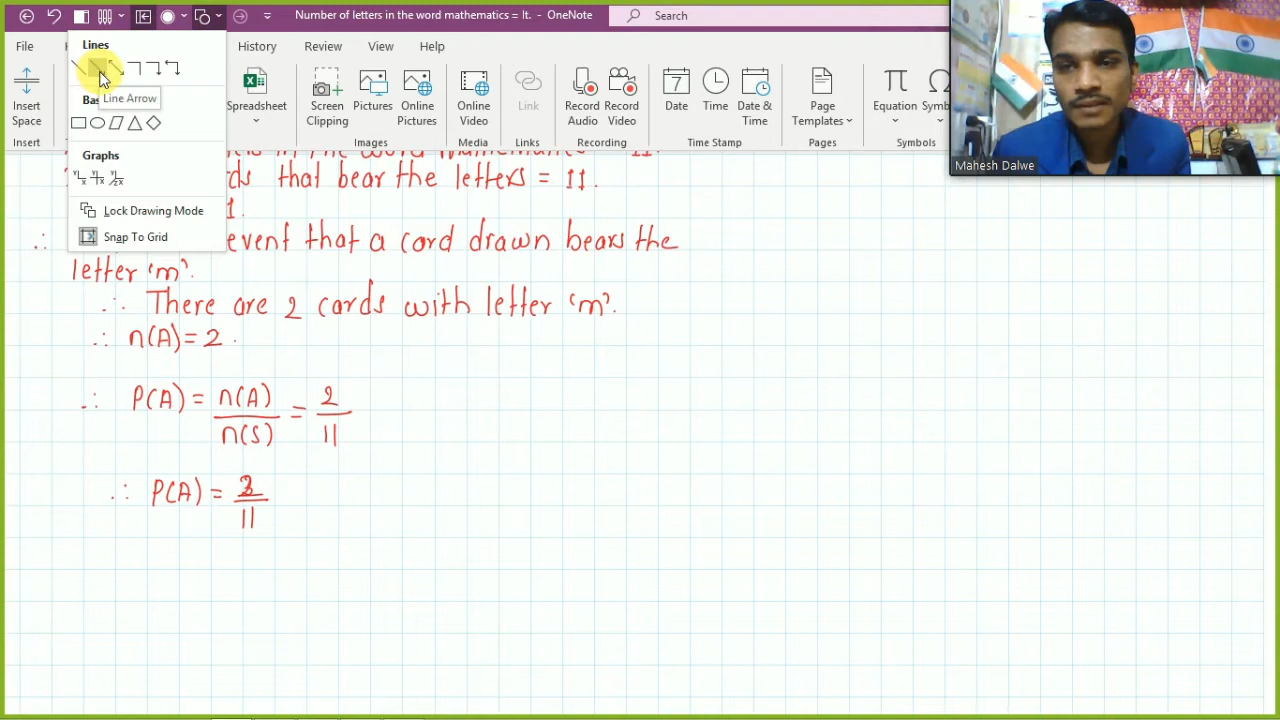 Number of letters in the word mathematics = 11. - OneNote
Search
File
History
Review
View
Help
Lines
Line Arrow
Graphs
Lock Drawing Mode
Snap To Grid
Insert Space
Insert
Spreadsheet
Screen Clipping
Pictures
Online Pictures
Images
Online Video
Media
Link
Links
Record Audio
Record Video
Recording
Date
Time
Date & Time
Time Stamp
Page Templates
Pages
Equation
Symbols
Mahesh Dalwe
that bear the letters = 11.
∴ event that a card drawn bears the
letter 'm'.
∴ There are 2 cards with letter 'm'.
∴ n(A) = 2.
∴ P(A) = n(A)/n(S) = 2/11
∴ P(A) = 2/11